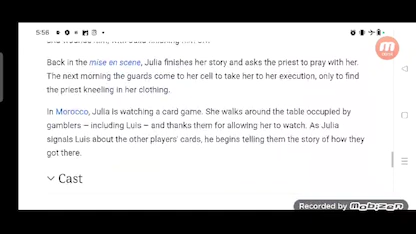 5:56
Back in the mise en scene, Julia finishes her story and asks the priest to pray with her.
The next morning the guards come to her cell to take her to her execution, only to find
the priest kneeling in her clothing.
In Morocco, Julia is watching a card game. She walks around the table occupied by
gamblers – including Luis – and thanks them for allowing her to watch. As Julia
signals Luis about the other players' cards, he begins telling them the story of how they
got there.
Cast
Recorded by Mobizen